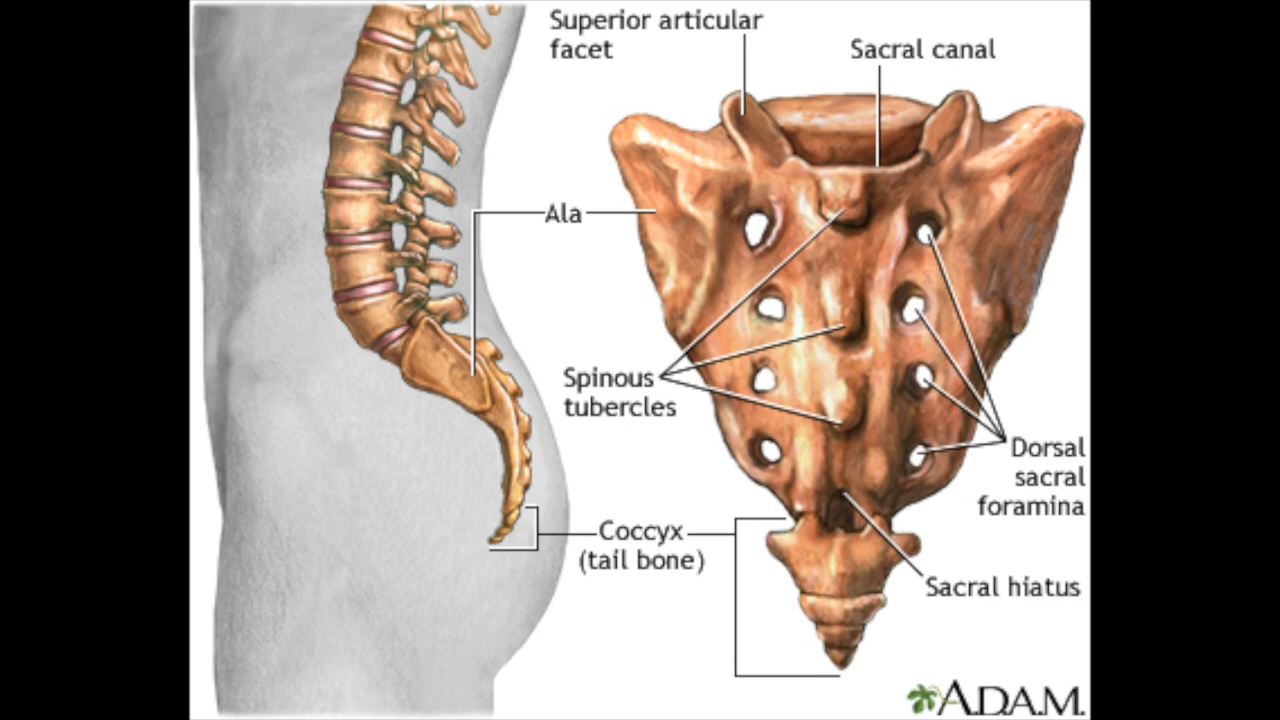 Superior articular
facet
Sacral canal
Ala
Spinous
tubercles
Dorsal
sacral
foramina
Coccyx
(tail bone)
Sacral hiatus
A.D.A.M.